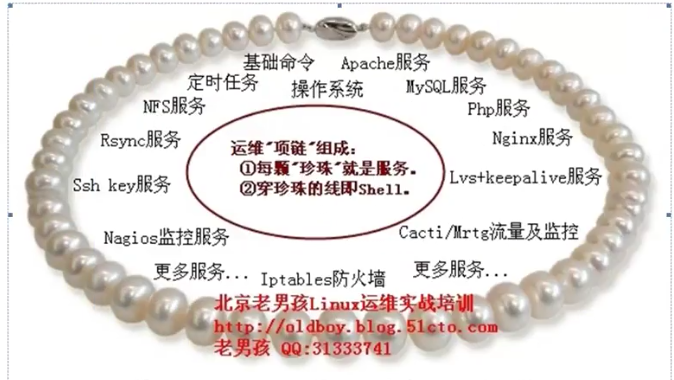 基础命令 Apache服务
定时任务 操作系统 MySQL服务
NFS服务 Php服务
Rsync服务 Nginx服务
运维"项链"组成:
①每颗"珍珠"就是服务。
②穿珍珠的线即Shell。
Ssh key服务 Lvs+keepalive服务
Nagios监控服务 Cacti/Mrtg流量及监控
更多服务... Iptables防火墙 更多服务...
北京老男孩Linux运维实战培训
http://oldboy.blog.51cto.com
老男孩 QQ:31333741